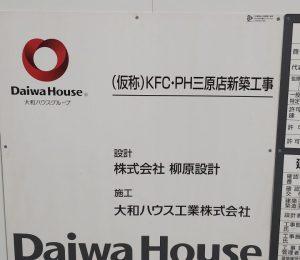 Daiwa House®
大和ハウスグループ
(仮称)KFC・PH三原店新築工事
設計
株式会社 柳原設計
施工
大和ハウス工業株式会社
Daiwa House